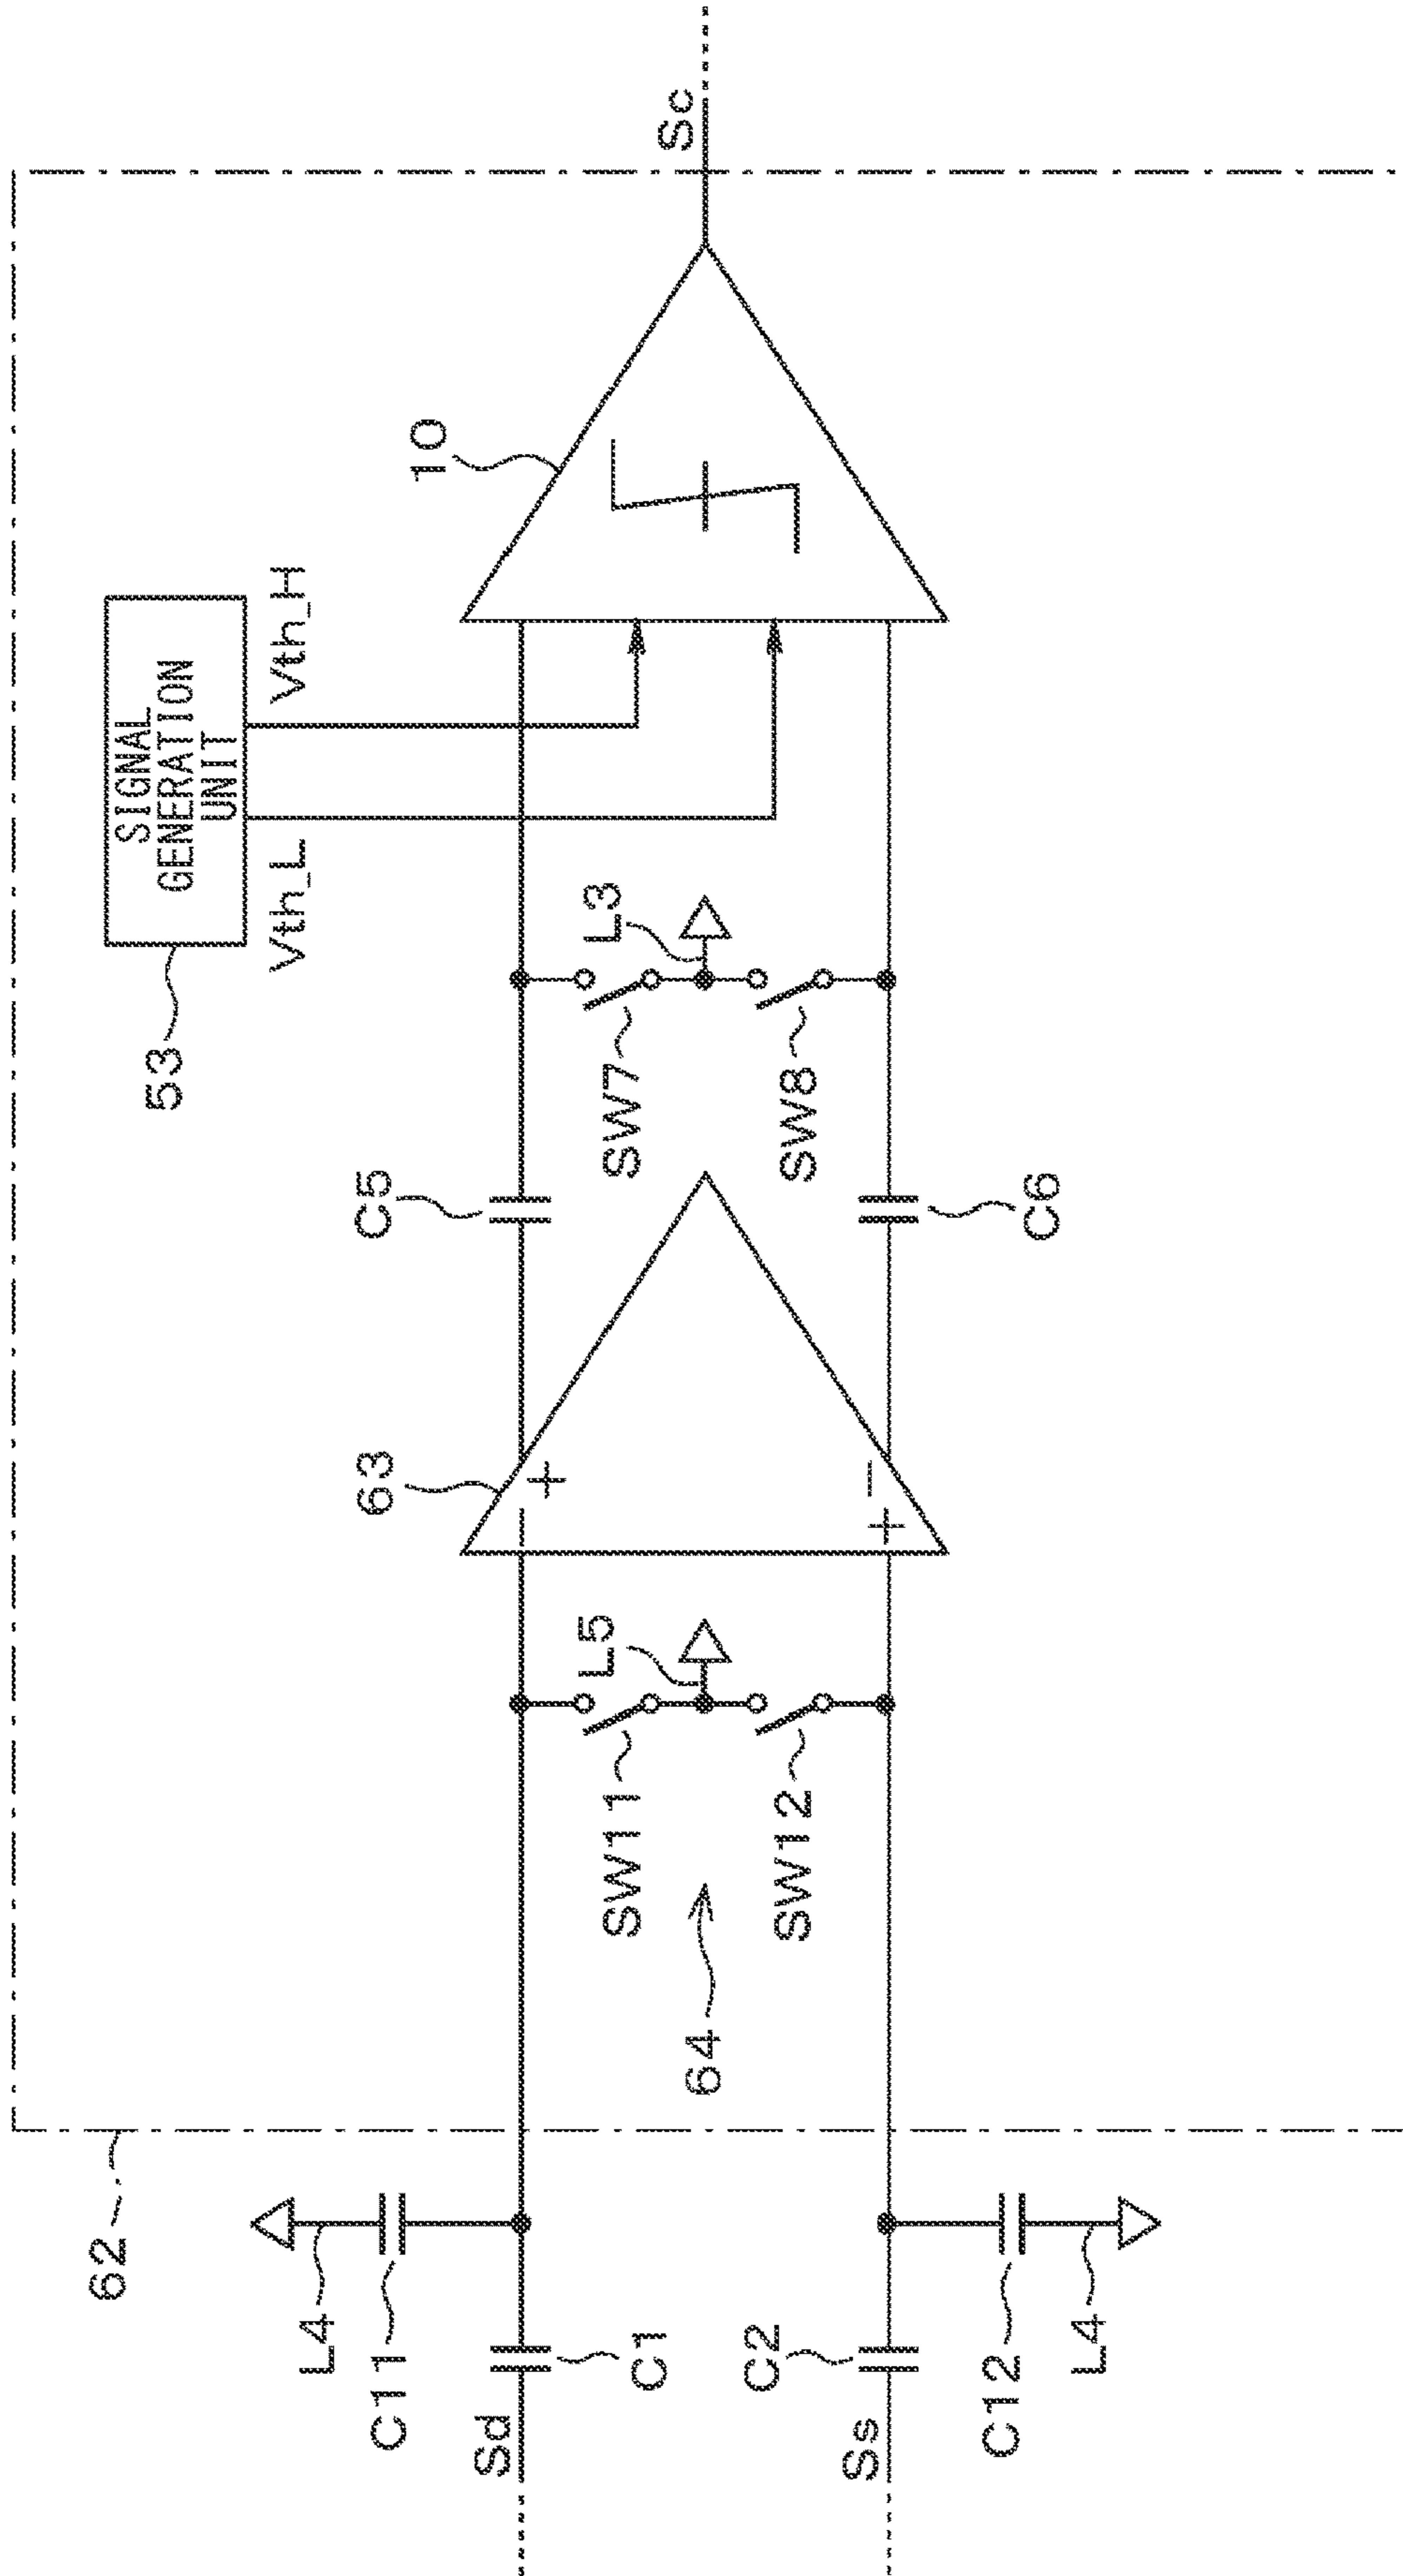 62
L4
C11
Sd
C1
C2
Ss
C12
L4
64
SW11
SW12
L5
63
+
-
+
-
C5
C6
SW7
SW8
L3
53
SIGNAL
GENERATION
UNIT
Vth_L
Vth_H
10
Sc